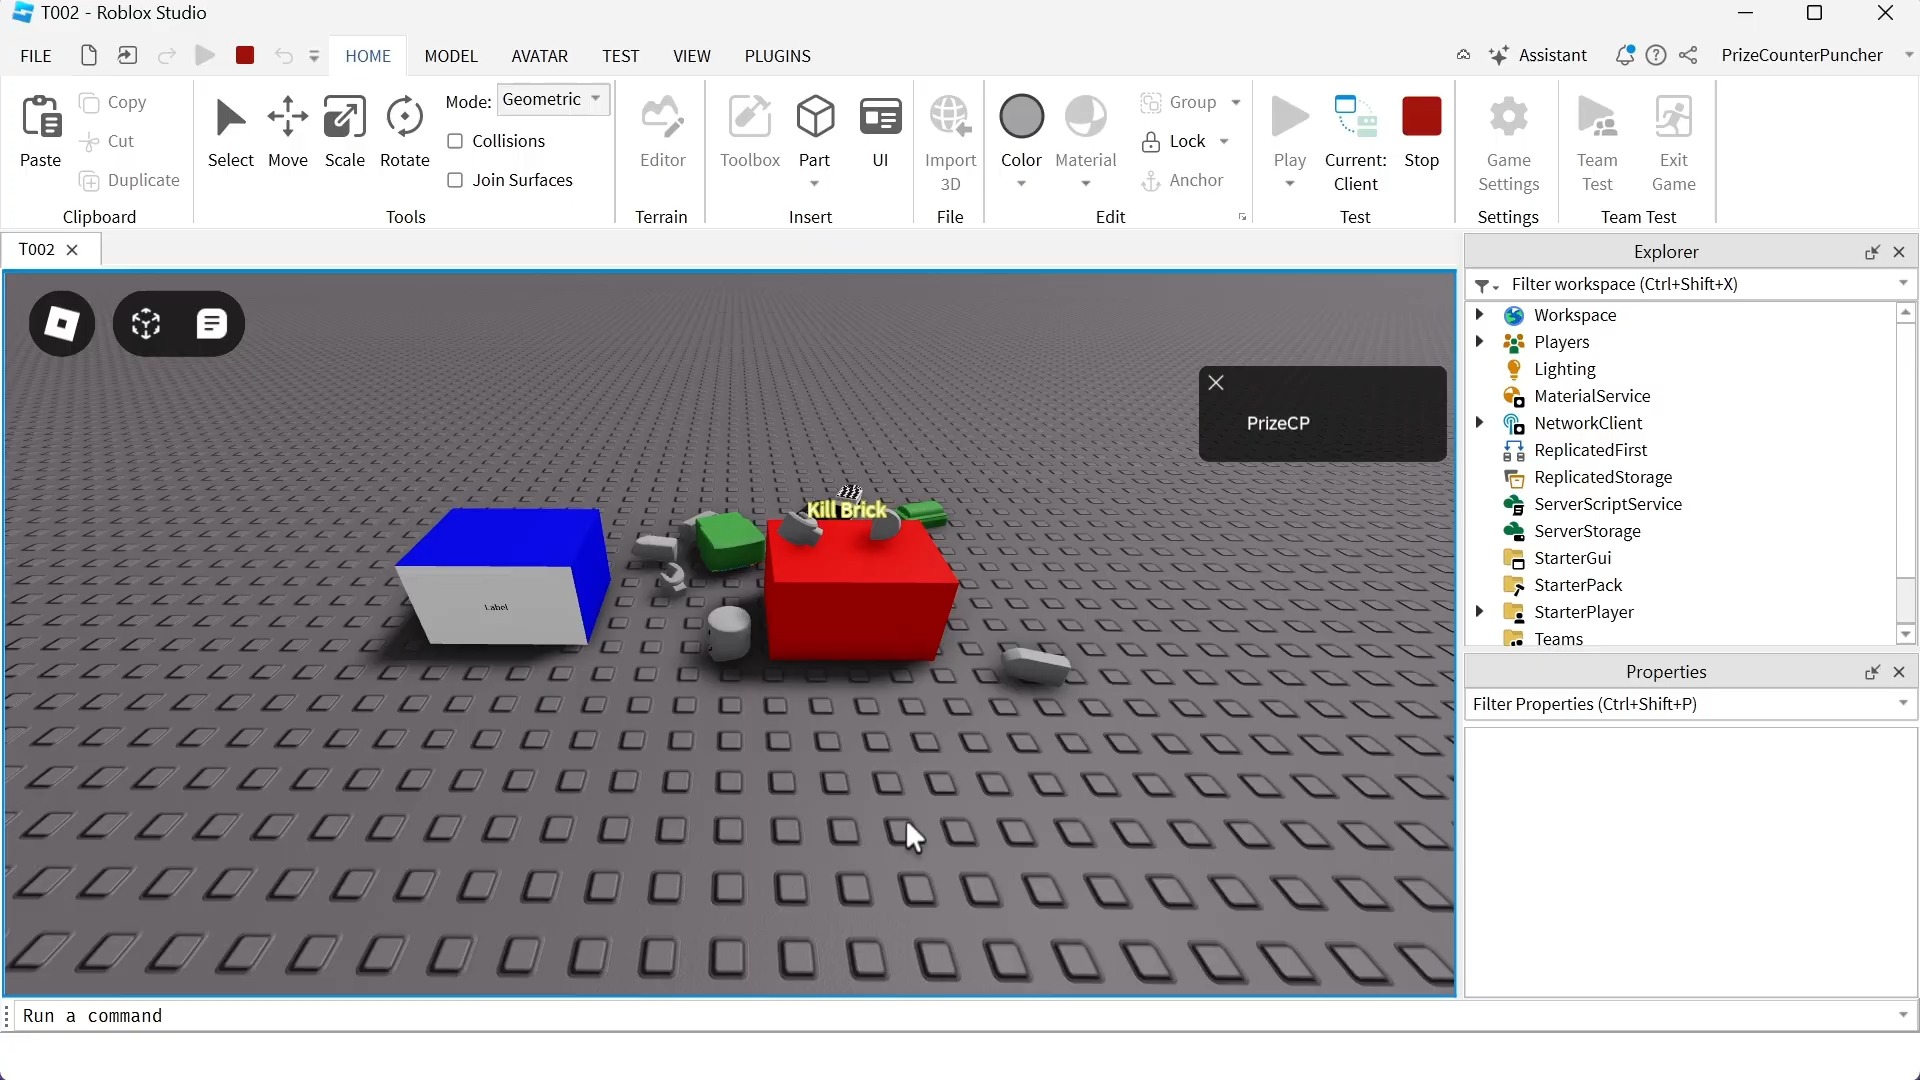 T002 - Roblox Studio
FILE HOME MODEL AVATAR TEST VIEW PLUGINS Assistant PrizeCounterPuncher
Paste
Copy
Cut
Duplicate
Clipboard
Select Move Scale Rotate
Mode: Geometric
Collisions
Join Surfaces
Tools
Editor
Terrain
Toolbox Part UI
Insert
Import
3D
File
Color Material
Group
Lock
Anchor
Edit
Play
Current:
Client
Stop
Test
Game
Settings
Settings
Team
Test
Exit
Game
Team Test
T002
Label
Kill Brick
PrizeCP
Explorer
Filter workspace (Ctrl+Shift+X)
Workspace
Players
Lighting
MaterialService
NetworkClient
ReplicatedFirst
ReplicatedStorage
ServerScriptService
ServerStorage
StarterGui
StarterPack
StarterPlayer
Teams
Properties
Filter Properties (Ctrl+Shift+P)
Run a command